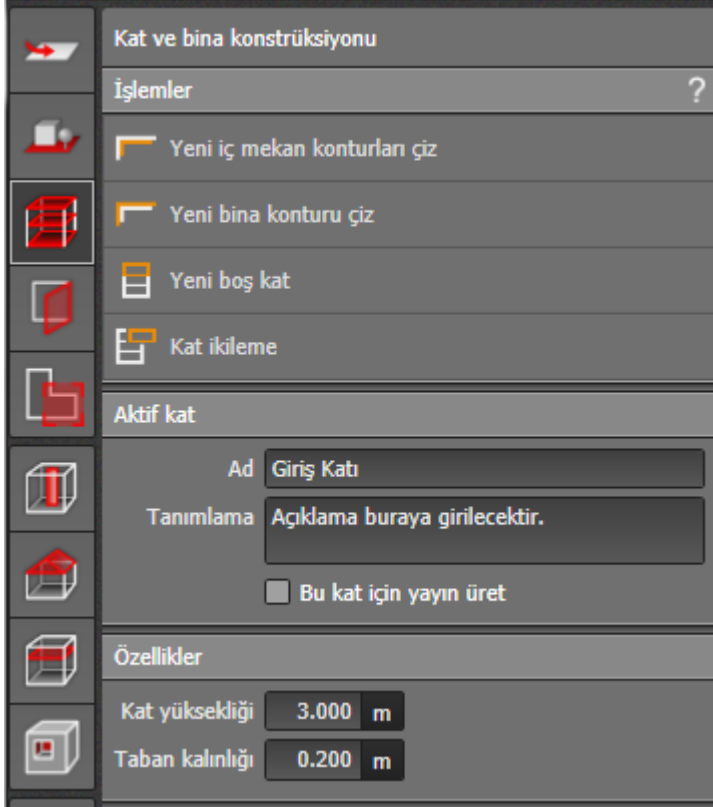 Kat ve bina konstrüksiyonu
İşlemler ?
Yeni iç mekan konturları çiz
Yeni bina konturu çiz
Yeni boş kat
Kat ikileme
Aktif kat
Ad Giriş Katı
Tanımlama Açıklama buraya girilecektir.
Bu kat için yayın üret
Özellikler
Kat yüksekliği 3.000 m
Taban kalınlığı 0.200 m